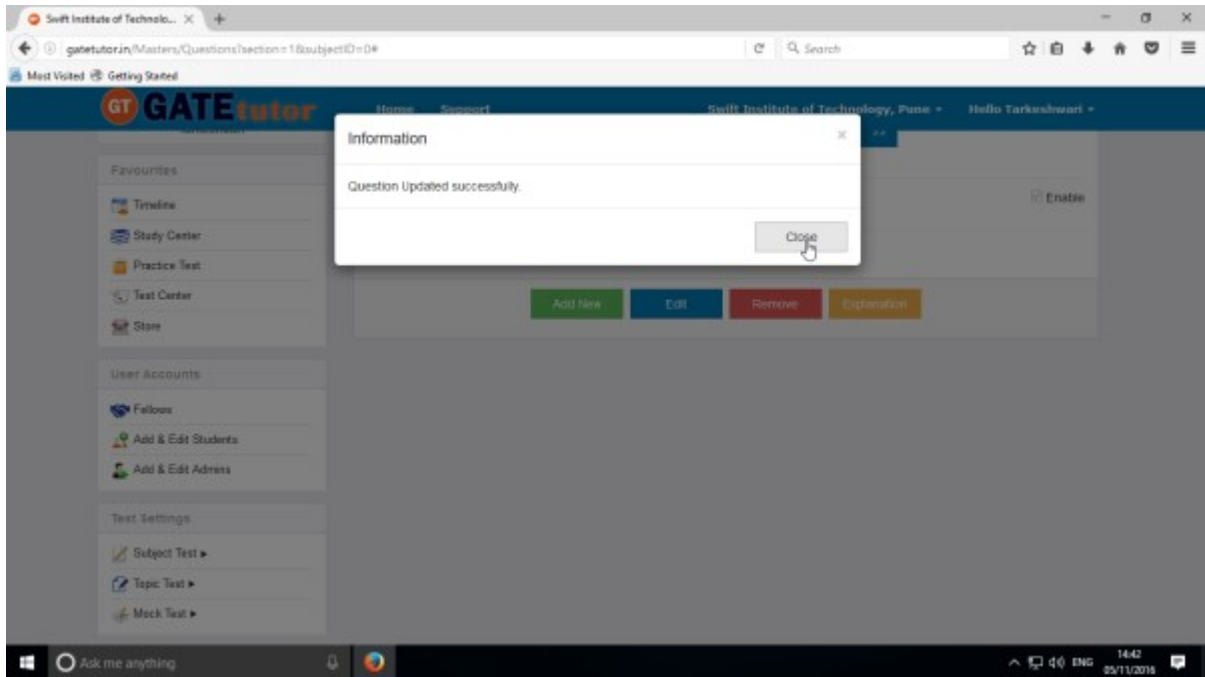 Swift Institute of Technolo...
gatetutor.in/Masters/Questions?section=1&subjectID=0#
Search
Most Visited Getting Started
GT GATEtutor Home Support Swift Institute of Technology, Pune Hello Tarkeshwari
Information ×
>>
Question Updated successfully.
Close
Enable
Favourites
Timeline
Study Center
Practice Test
Test Center
Store
Add New Edit Remove Explanation
User Accounts
Fellows
Add & Edit Students
Add & Edit Admins
Test Settings
Subject Test
Topic Test
Mock Test
Ask me anything
ENG
14:42
05/11/2016